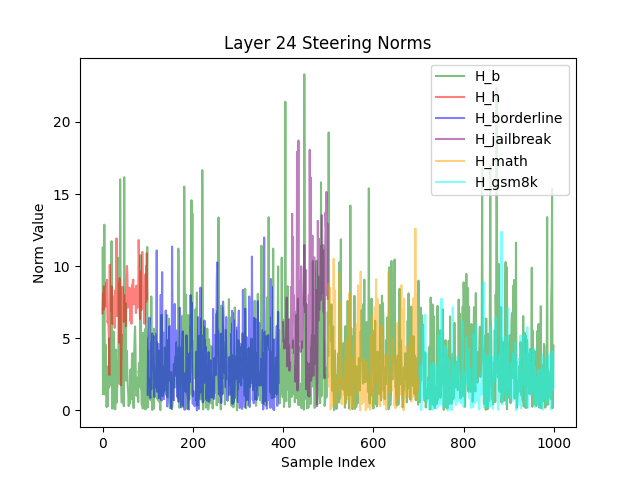 Layer 24 Steering Norms
H_b
H_h
H_borderline
H_jailbreak
H_math
H_gsm8k
Norm Value
20
15
10
5
0
0 200 400 600 800 1000
Sample Index